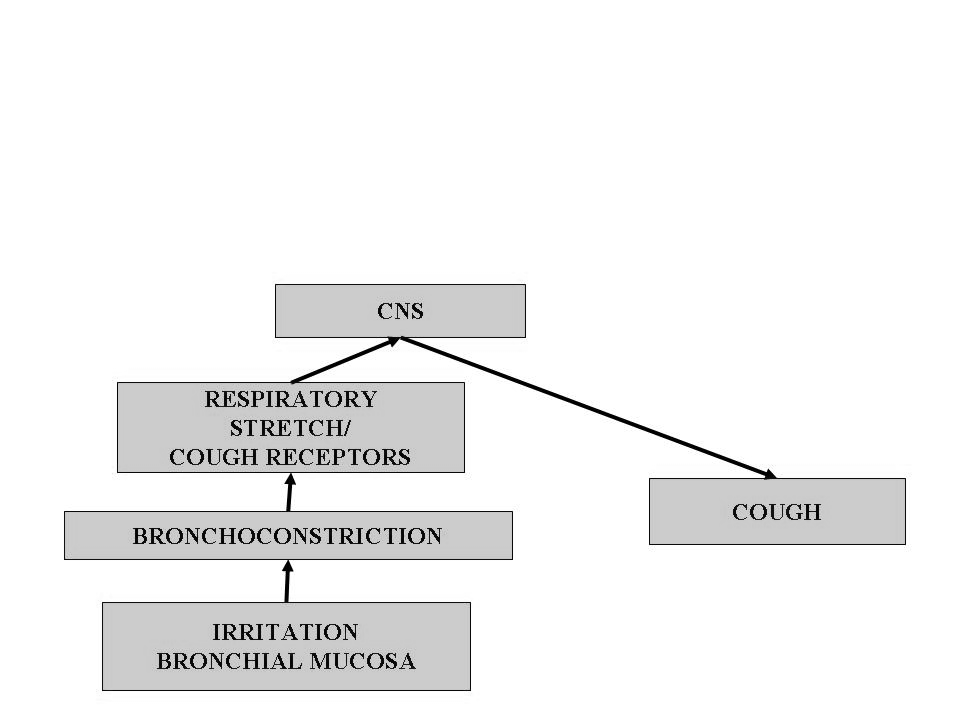 CNS
RESPIRATORY
STRETCH/
COUGH RECEPTORS
COUGH
BRONCHOCONSTRICTION
IRRITATION
BRONCHIAL MUCOSA